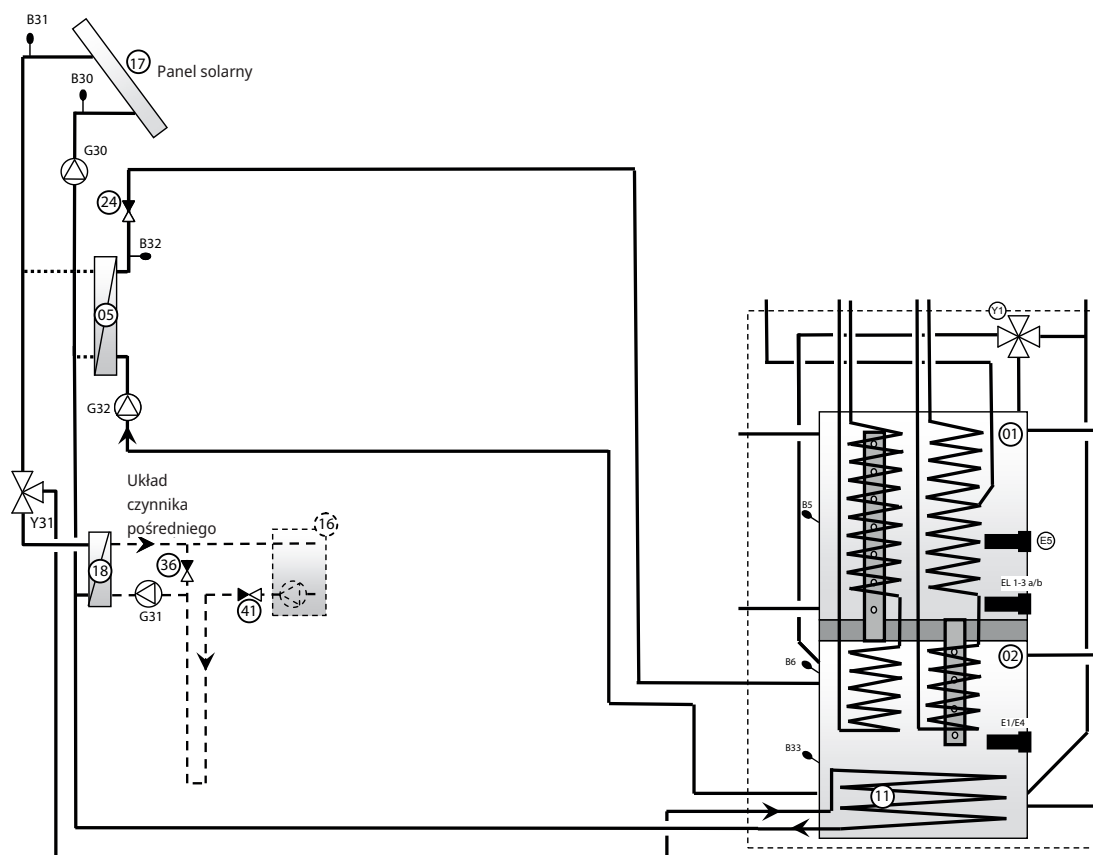 B31
17
Panel solarny
B30
G30
24
B32
05
G32
Y1
01
Układ
czynnika
pośredniego
Y31
16
B5
E5
18
36
EL 1-3 a/b
G31
41
02
B6
E1/E4
B33
11